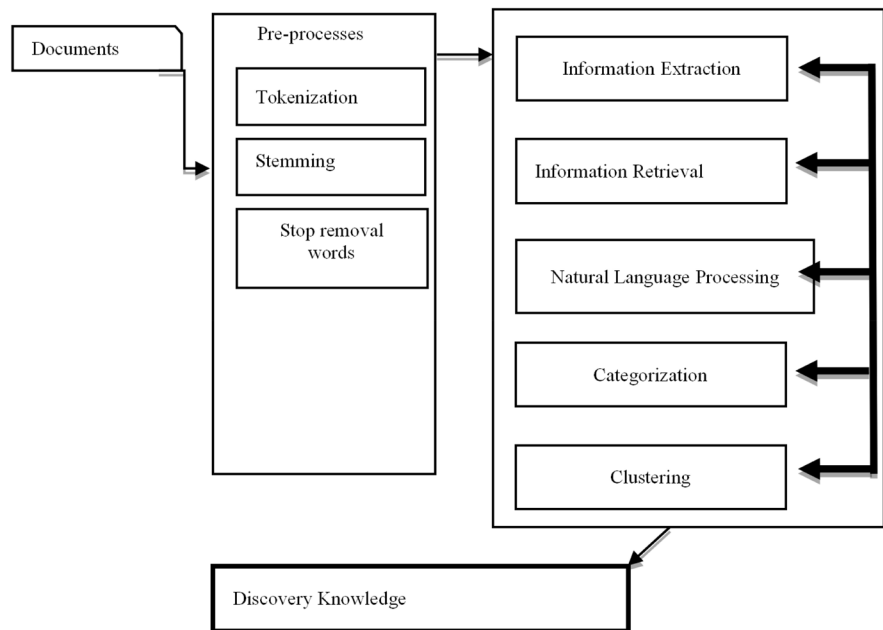 Documents
Pre-processes
Tokenization
Stemming
Stop removal
words
Information Extraction
Information Retrieval
Natural Language Processing
Categorization
Clustering
Discovery Knowledge